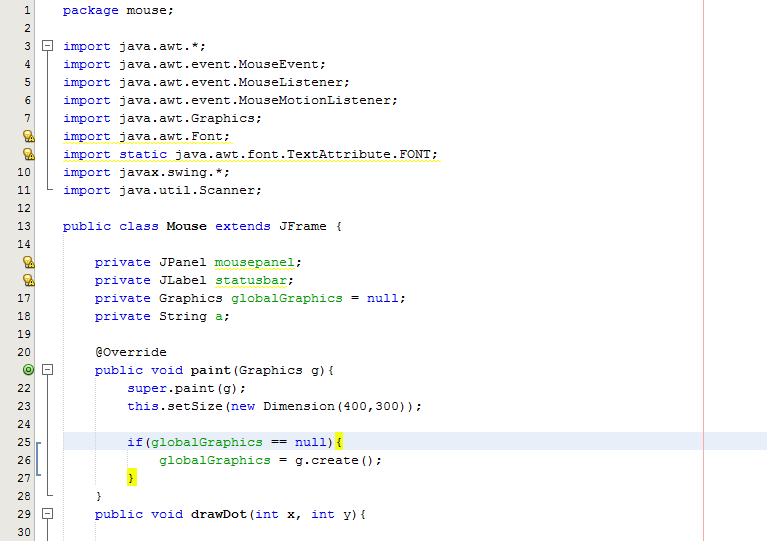 1 package mouse;
2
3 import java.awt.*;
4 import java.awt.event.MouseEvent;
5 import java.awt.event.MouseListener;
6 import java.awt.event.MouseMotionListener;
7 import java.awt.Graphics;
import java.awt.Font;
import static java.awt.font.TextAttribute.FONT;
10 import javax.swing.*;
11 import java.util.Scanner;
12
13 public class Mouse extends JFrame {
14
private JPanel mousepanel;
private JLabel statusbar;
17 private Graphics globalGraphics = null;
18 private String a;
19
20 @Override
public void paint(Graphics g){
22 super.paint(g);
23 this.setSize(new Dimension(400,300));
24
25 if(globalGraphics == null){
26 globalGraphics = g.create();
27 }
28 }
29 public void drawDot(int x, int y){
30